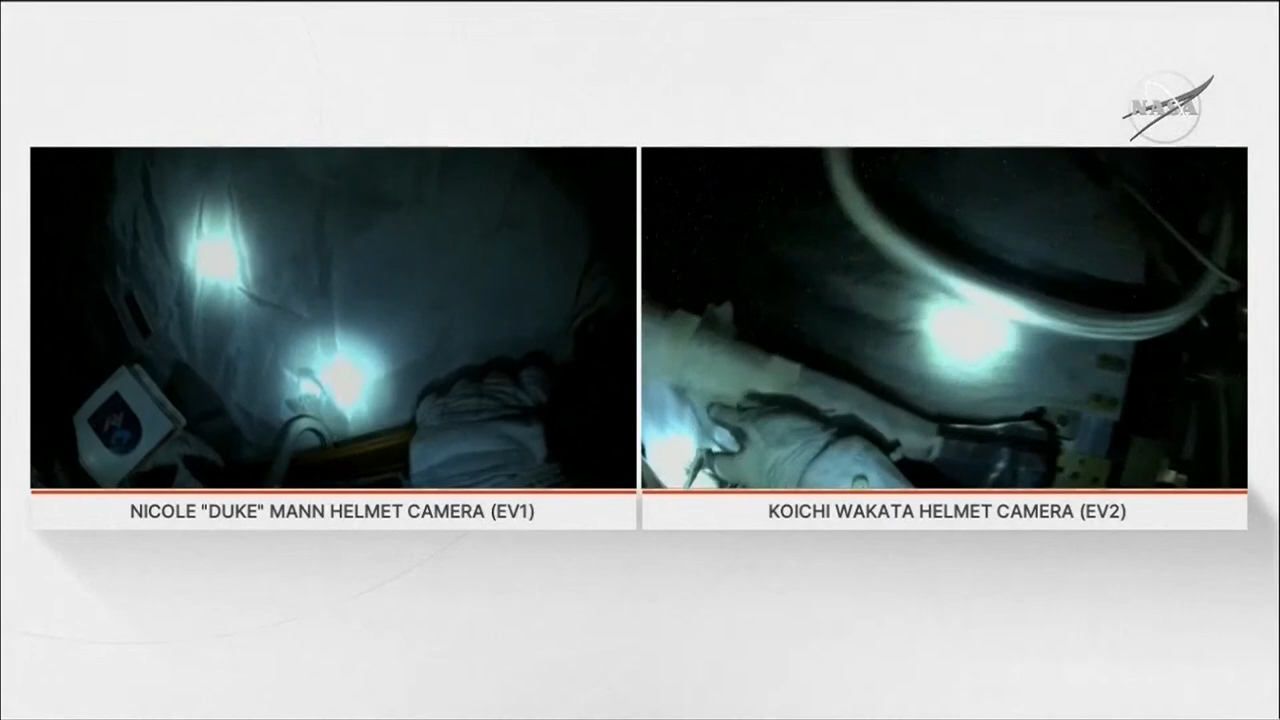 NASA
NICOLE "DUKE" MANN HELMET CAMERA (EV1)
KOICHI WAKATA HELMET CAMERA (EV2)